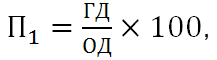 П₁ = ГД/ОД × 100,